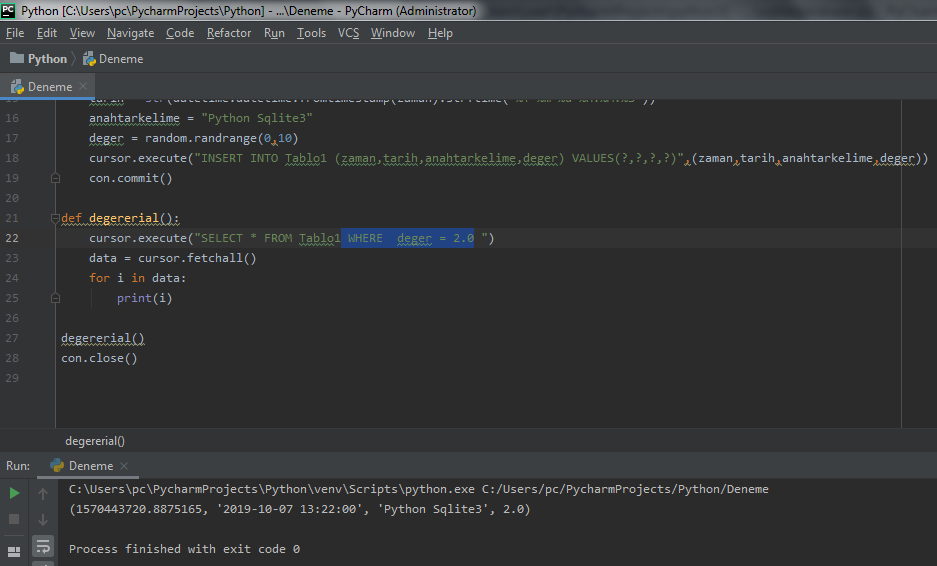 PC Python [C:\Users\pc\PycharmProjects\Python] - ...\Deneme - PyCharm (Administrator)
File Edit View Navigate Code Refactor Run Tools VCS Window Help
Python Deneme
Deneme
16 anahtarkelime = "Python Sqlite3"
17 deger = random.randrange(0,10)
18 cursor.execute("INSERT INTO Tablo1 (zaman,tarih,anahtarkelime,deger) VALUES(?,?,?,?)",(zaman,tarih,anahtarkelime,deger))
19 con.commit()
20
21 def degererial():
22 cursor.execute("SELECT * FROM Tablo1 WHERE  deger = 2.0 ")
23 data = cursor.fetchall()
24 for i in data:
25 print(i)
26
27 degererial()
28 con.close()
29
degererial()
Run: Deneme
C:\Users\pc\PycharmProjects\Python\venv\Scripts\python.exe C:/Users/pc/PycharmProjects/Python/Deneme
(1570443720.8875165, '2019-10-07 13:22:00', 'Python Sqlite3', 2.0)
Process finished with exit code 0